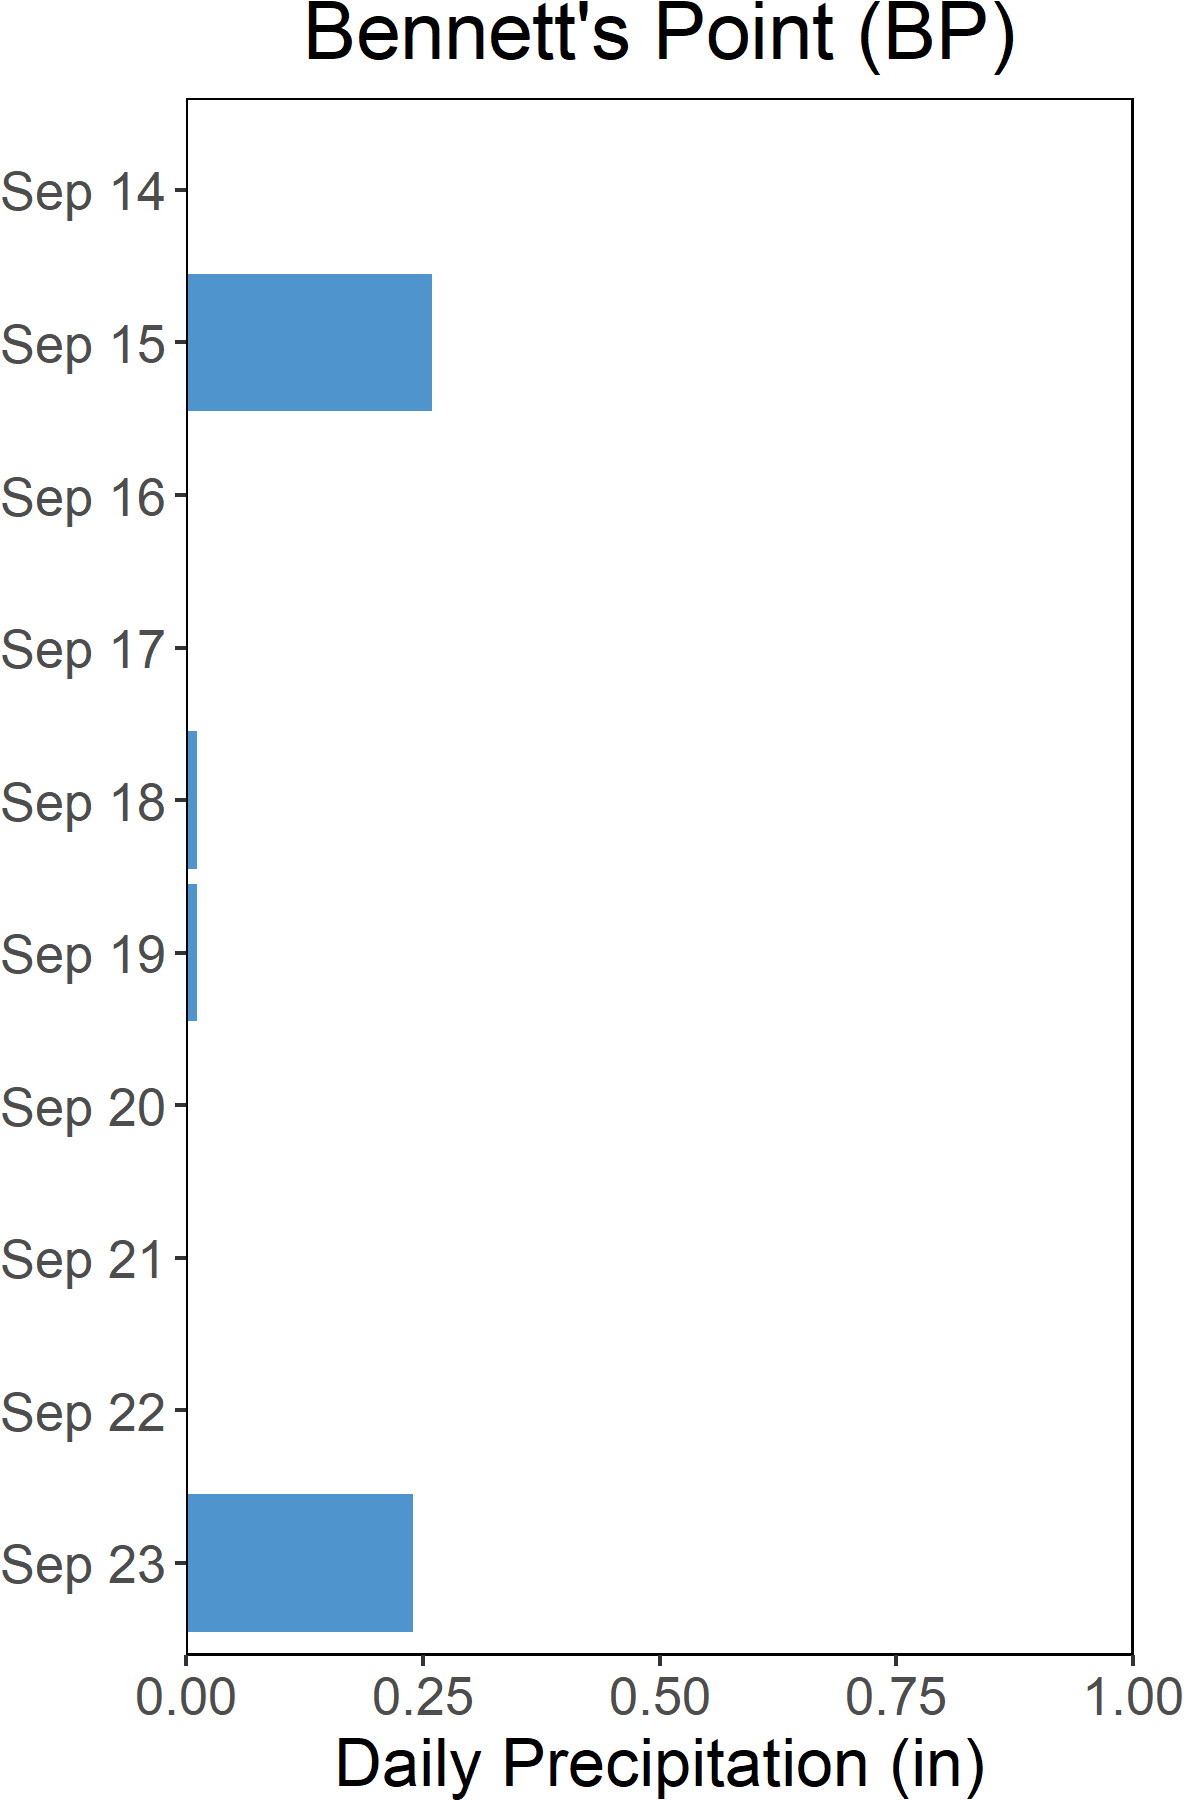 Bennett's Point (BP)
Sep 14
Sep 15
Sep 16
Sep 17
Sep 18
Sep 19
Sep 20
Sep 21
Sep 22
Sep 23
0.00 0.25 0.50 0.75 1.00
Daily Precipitation (in)